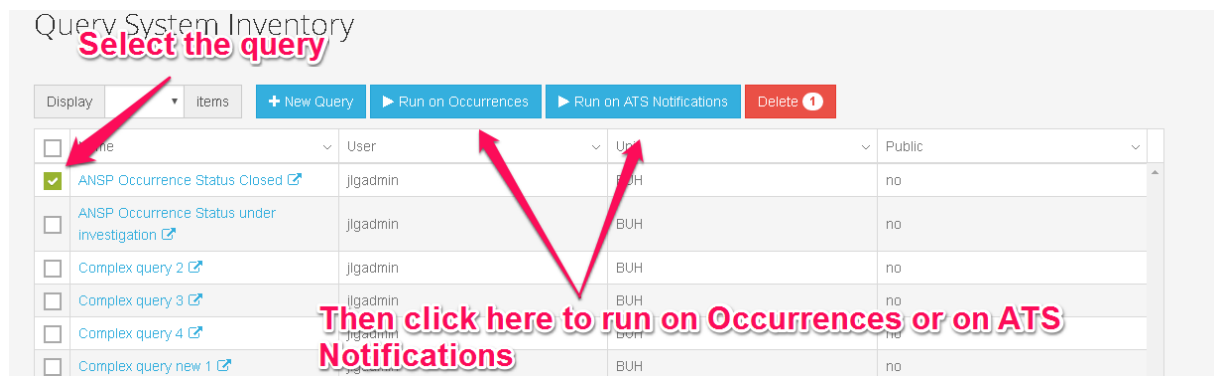 Query System Inventory
Select the query
Display items + New Query Run on Occurrences Run on ATS Notifications Delete 1
User Public
ANSP Occurrence Status Closed jlgadmin BUH no
ANSP Occurrence Status under
investigation jlgadmin BUH no
Complex query 2 jlgadmin BUH no
Complex query 3 jlgadmin BUH no
Then click here to run on Occurrences or on ATS
Complex query 4 jlgadmin no
Notifications
Complex query new 1 BUH no